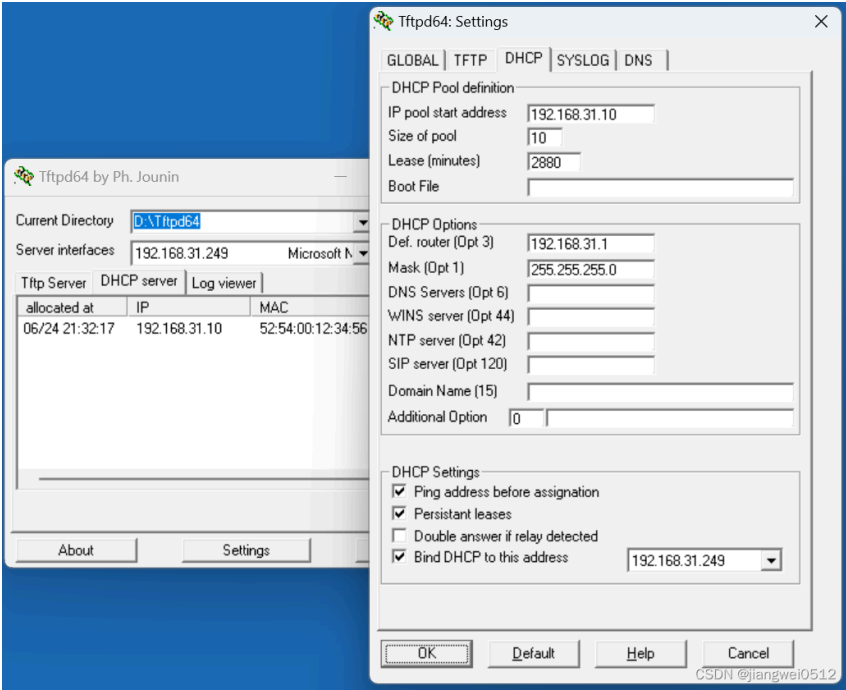 Tftpd64: Settings
GLOBAL TFTP DHCP SYSLOG DNS
DHCP Pool definition
IP pool start address 192.168.31.10
Size of pool 10
Lease (minutes) 2880
Boot File
DHCP Options
Def. router (Opt 3) 192.168.31.1
Mask (Opt 1) 255.255.255.0
DNS Servers (Opt 6)
WINS server (Opt 44)
NTP server (Opt 42)
SIP server (Opt 120)
Domain Name (15)
Additional Option 0
DHCP Settings
Ping address before assignation
Persistant leases
Double answer if relay detected
Bind DHCP to this address 192.168.31.249
OK Default Help Cancel
Tftpd64 by Ph. Jounin
Current Directory D:\Tftpd64
Server interfaces 192.168.31.249 Microsoft N
Tftp Server DHCP server Log viewer
allocated at IP MAC
06/24 21:32:17 192.168.31.10 52:54:00:12:34:56
About Settings
CSDN @jiangwei0512